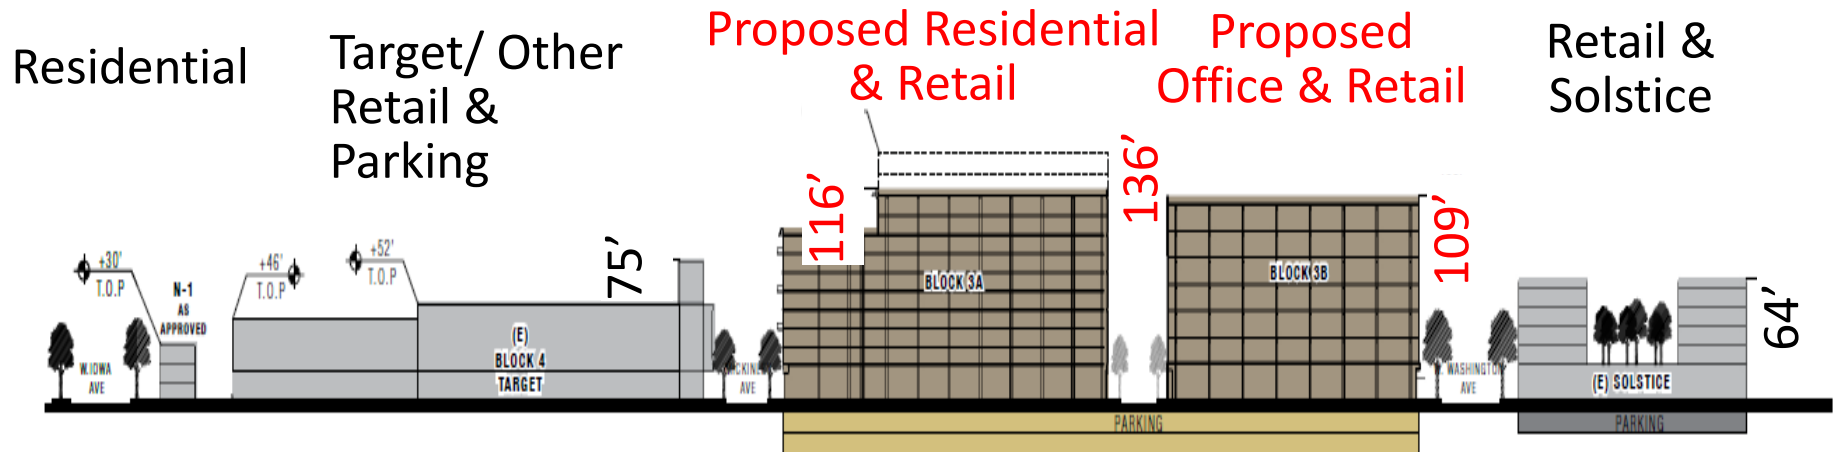 Residential
Target/ Other
Retail &
Parking
Proposed Residential
& Retail
Proposed
Office & Retail
Retail &
Solstice
+30'
T.O.P
N-1
AS
APPROVED
+46'
T.O.P
+52'
T.O.P
75’
116’
136’
109’
64’
W.IOWA
AVE
(E)
BLOCK 4
TARGET
AVE
BLOCK 3A
BLOCK 3B
WASHINGTON
AVE
(E) SOLSTICE
PARKING
PARKING